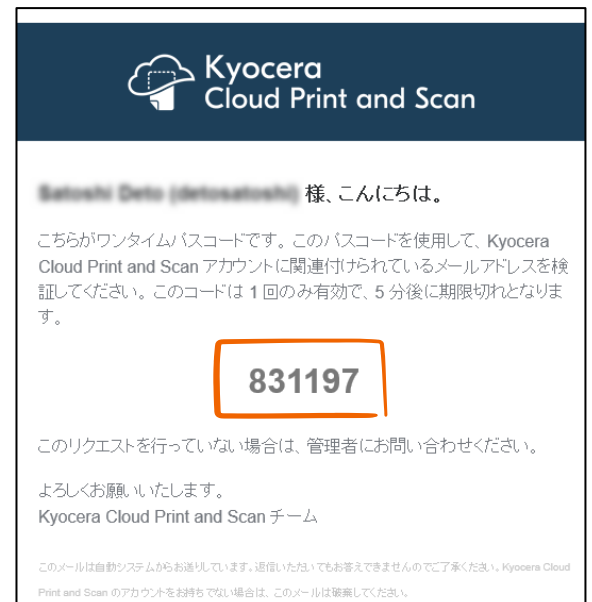 Kyocera
Cloud Print and Scan
様、こんにちは。
こちらがワンタイムパスコードです。このパスコードを使用して、Kyocera
Cloud Print and Scan アカウントに関連付けられているメールアドレスを検
証してください。このコードは 1 回のみ有効で、5 分後に期限切れとなりま
す。
831197
このリクエストを行っていない場合は、管理者にお問い合わせください。
よろしくお願いいたします。
Kyocera Cloud Print and Scan チーム
このメールは自動システムからお送りしています。返信いただいてもお答えできませんのでご了承ください。Kyocera Cloud
Print and Scan のアカウントをお持ちでない場合は、このメールは破棄してください。